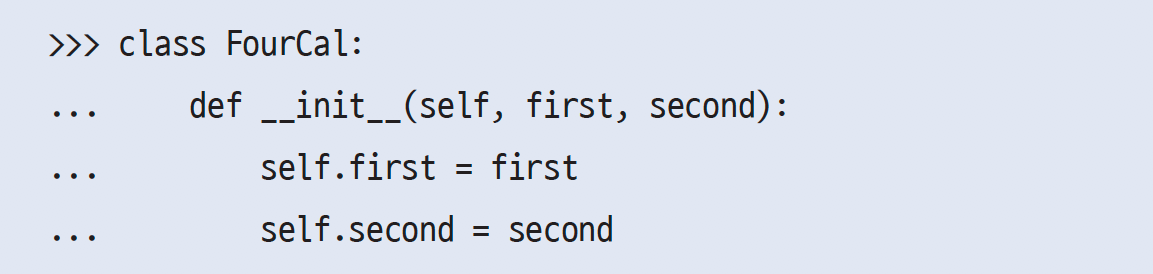 >>> class FourCal:
...     def __init__(self, first, second):
...         self.first = first
...         self.second = second